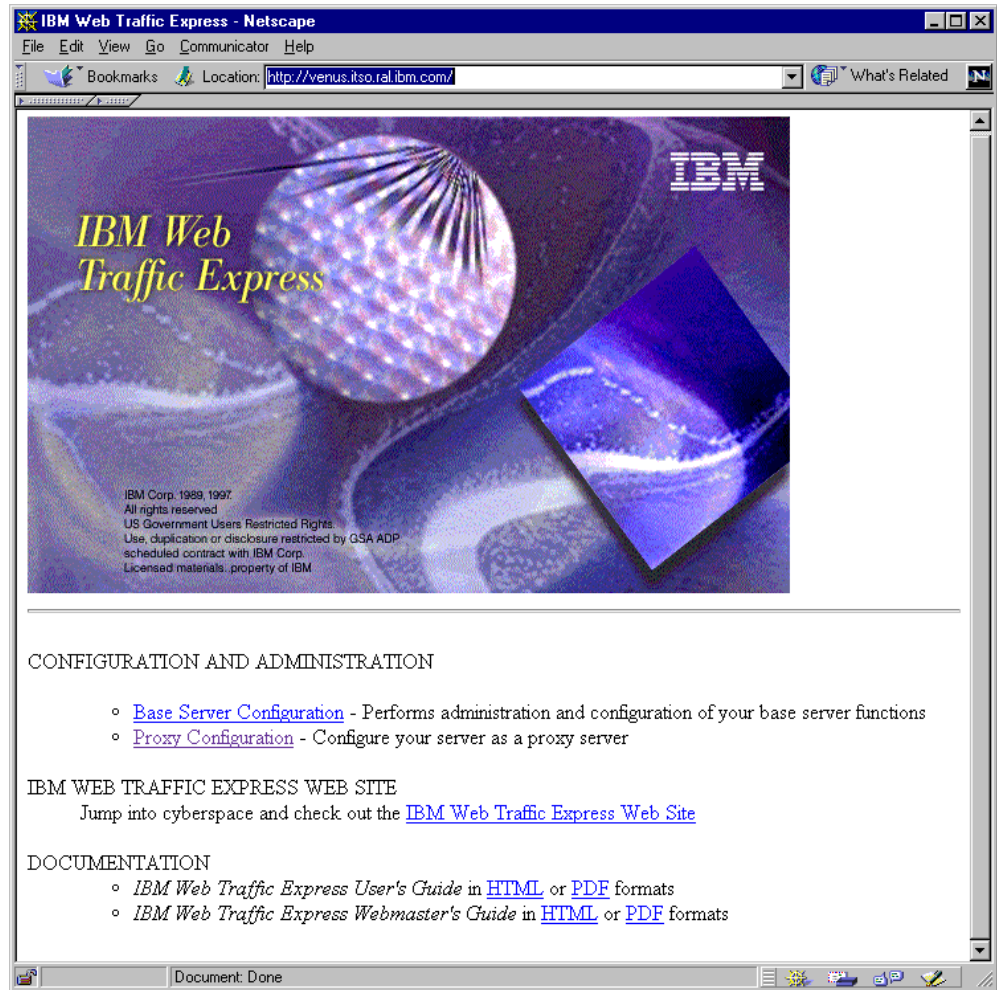 IBM Web Traffic Express - Netscape
File Edit View Go Communicator Help
Bookmarks Location: http://venus.itso.ral.ibm.com/ What's Related N
IBM
IBM Web
Traffic Express
IBM Corp. 1989, 1997.
All rights reserved
US Government Users Restricted Rights.
Use, duplication or disclosure restricted by GSA ADP
scheduled contract with IBM Corp.
Licensed materials..property of IBM
CONFIGURATION AND ADMINISTRATION
Base Server Configuration - Performs administration and configuration of your base server functions
Proxy Configuration - Configure your server as a proxy server
IBM WEB TRAFFIC EXPRESS WEB SITE
Jump into cyberspace and check out the IBM Web Traffic Express Web Site
DOCUMENTATION
IBM Web Traffic Express User's Guide in HTML or PDF formats
IBM Web Traffic Express Webmaster's Guide in HTML or PDF formats
Document: Done